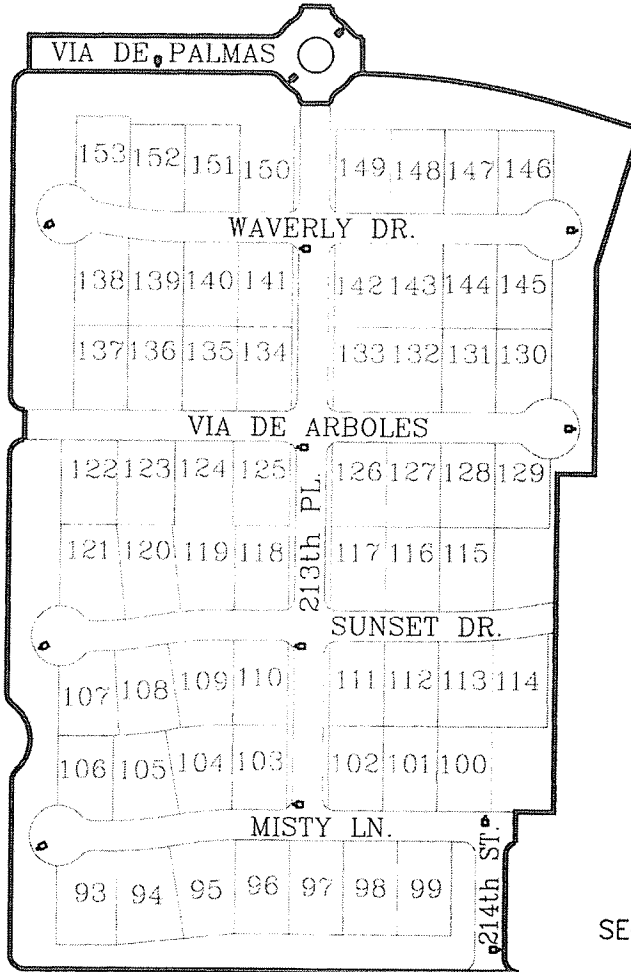 VIA DE PALMAS
153 152 151 150 149 148 147 146
WAVERLY DR.
138 139 140 141 142 143 144 145
137 136 135 134 133 132 131 130
VIA DE ARBOLES
122 123 124 125 126 127 128 129
213th PL.
121 120 119 118 117 116 115
SUNSET DR.
107 108 109 110 111 112 113 114
106 105 104 103 102 101 100
MISTY LN.
214th ST.
93 94 95 96 97 98 99
SE